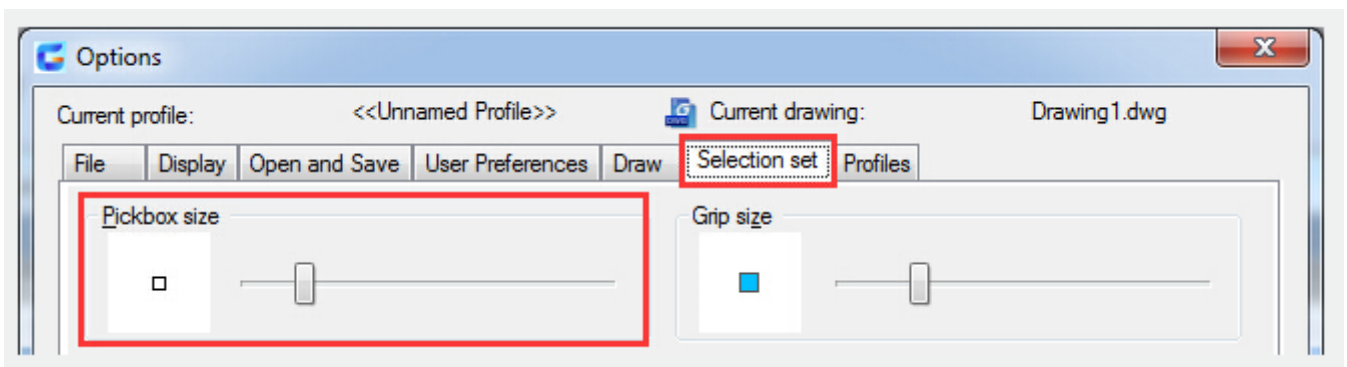 Options
Current profile: <<Unnamed Profile>> Current drawing: Drawing1.dwg
File Display Open and Save User Preferences Draw Selection set Profiles
Pickbox size Grip size